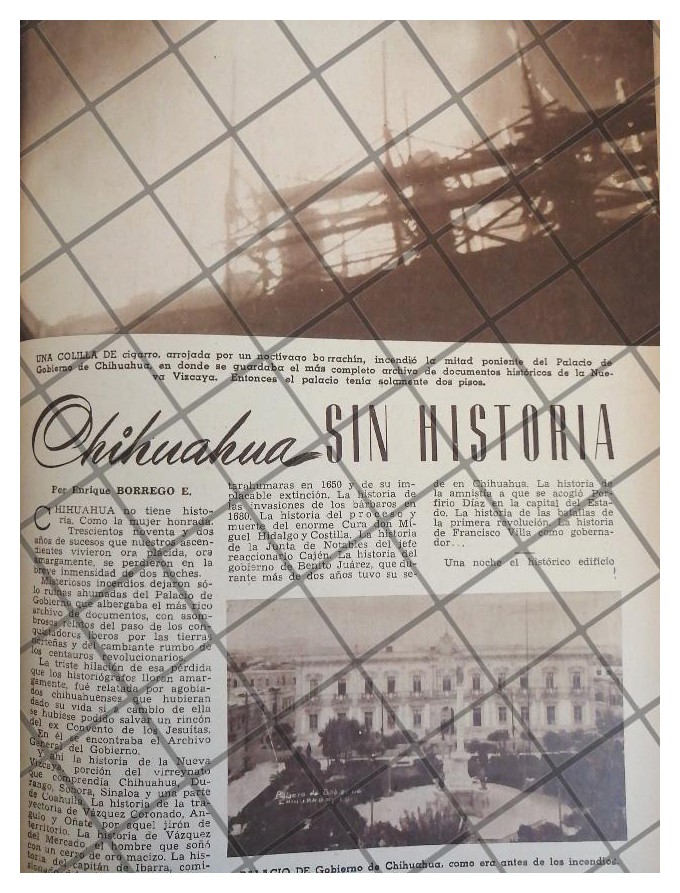 UNA COLILLA DE cigarro, arrojada por un noctívago borrachín, incendió la mitad poniente del Palacio de
Gobierno de Chihuahua, en donde se guardaba el más completo archivo de documentos históricos de la Nue-
va Vizcaya. Entonces el palacio tenía solamente dos pisos.
Chihuahua SIN HISTORIA
Por Enrique BORREGO E.
CHIHUAHUA no tiene histo-
ria. Como la mujer honrada.
Trescientos noventa y dos
años de sucesos que nuestros ascen-
dientes vivieron ora plácida, ora
amargamente, se perdieron en la
breve inmensidad de dos noches.
Misteriosos incendios dejaron só-
lo ruinas ahumadas del Palacio de
Gobierno que albergaba el más rico
archivo de documentos, con asom-
brosos relatos del paso de los con-
quistadores iberos por las tierras
norteñas y del cambiante rumbo de
los centauros revolucionarios.
La triste hilación de esa pérdida
que los historiógrafos lloran amar-
gamente, fué relatada por agobia-
dos chihuahuenses que hubieran
dado su vida si a cambio de ella
se hubiese podido salvar un rincón
del ex Convento de los Jesuítas.
En él se encontraba el Archivo
General del Gobierno.
Y ahí la historia de la Nueva
Vizcaya, porción del virreynato
que comprendía Chihuahua, Du-
rango, Sonora, Sinaloa y una parte
de Coahuila. La historia de la tra-
yectoria de Vázquez Coronado, An-
gulo y Oñate por aquel jirón de
territorio. La historia de Vázquez
del Mercado, el hombre que soñó
con un cerro de oro macizo. La his-
toria del capitán de Ibarra, comi-
tarahumaras en 1650 y de su im-
placable extinción. La historia de
las invasiones de los bárbaros en
1680. La historia del proceso y
muerte del enorme Cura don Mi-
guel Hidalgo y Costilla. La historia
de la Junta de Notables del jefe
reaccionario Cajén. La historia del
gobierno de Benito Juárez, que du-
rante más de dos años tuvo su se-
de en Chihuahua. La historia de
la amnistía a que se acogió Por-
firio Díaz en la capital del Esta-
do. La historia de las batallas de
la primera revolución. La historia
de Francisco Villa como goberna-
dor...
Una noche el histórico edificio
PALACIO DE Gobierno de Chihuahua, como era antes de los incendios.